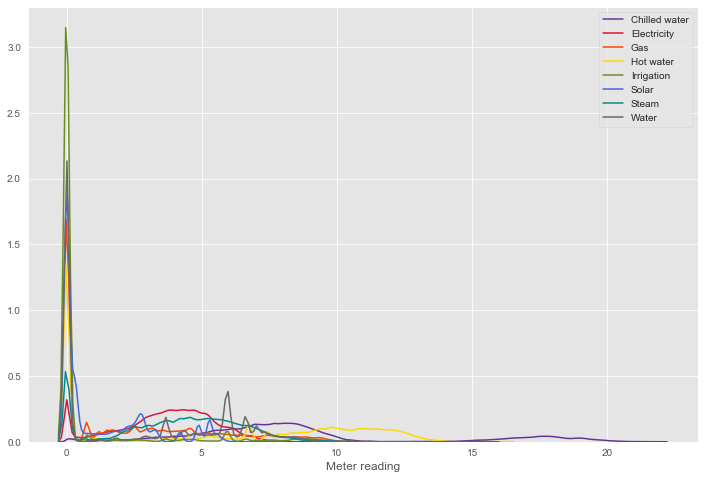 3.0
2.5
2.0
1.5
1.0
0.5
0.0
0
5
10
15
20
Meter reading
Chilled water
Electricity
Gas
Hot water
Irrigation
Solar
Steam
Water